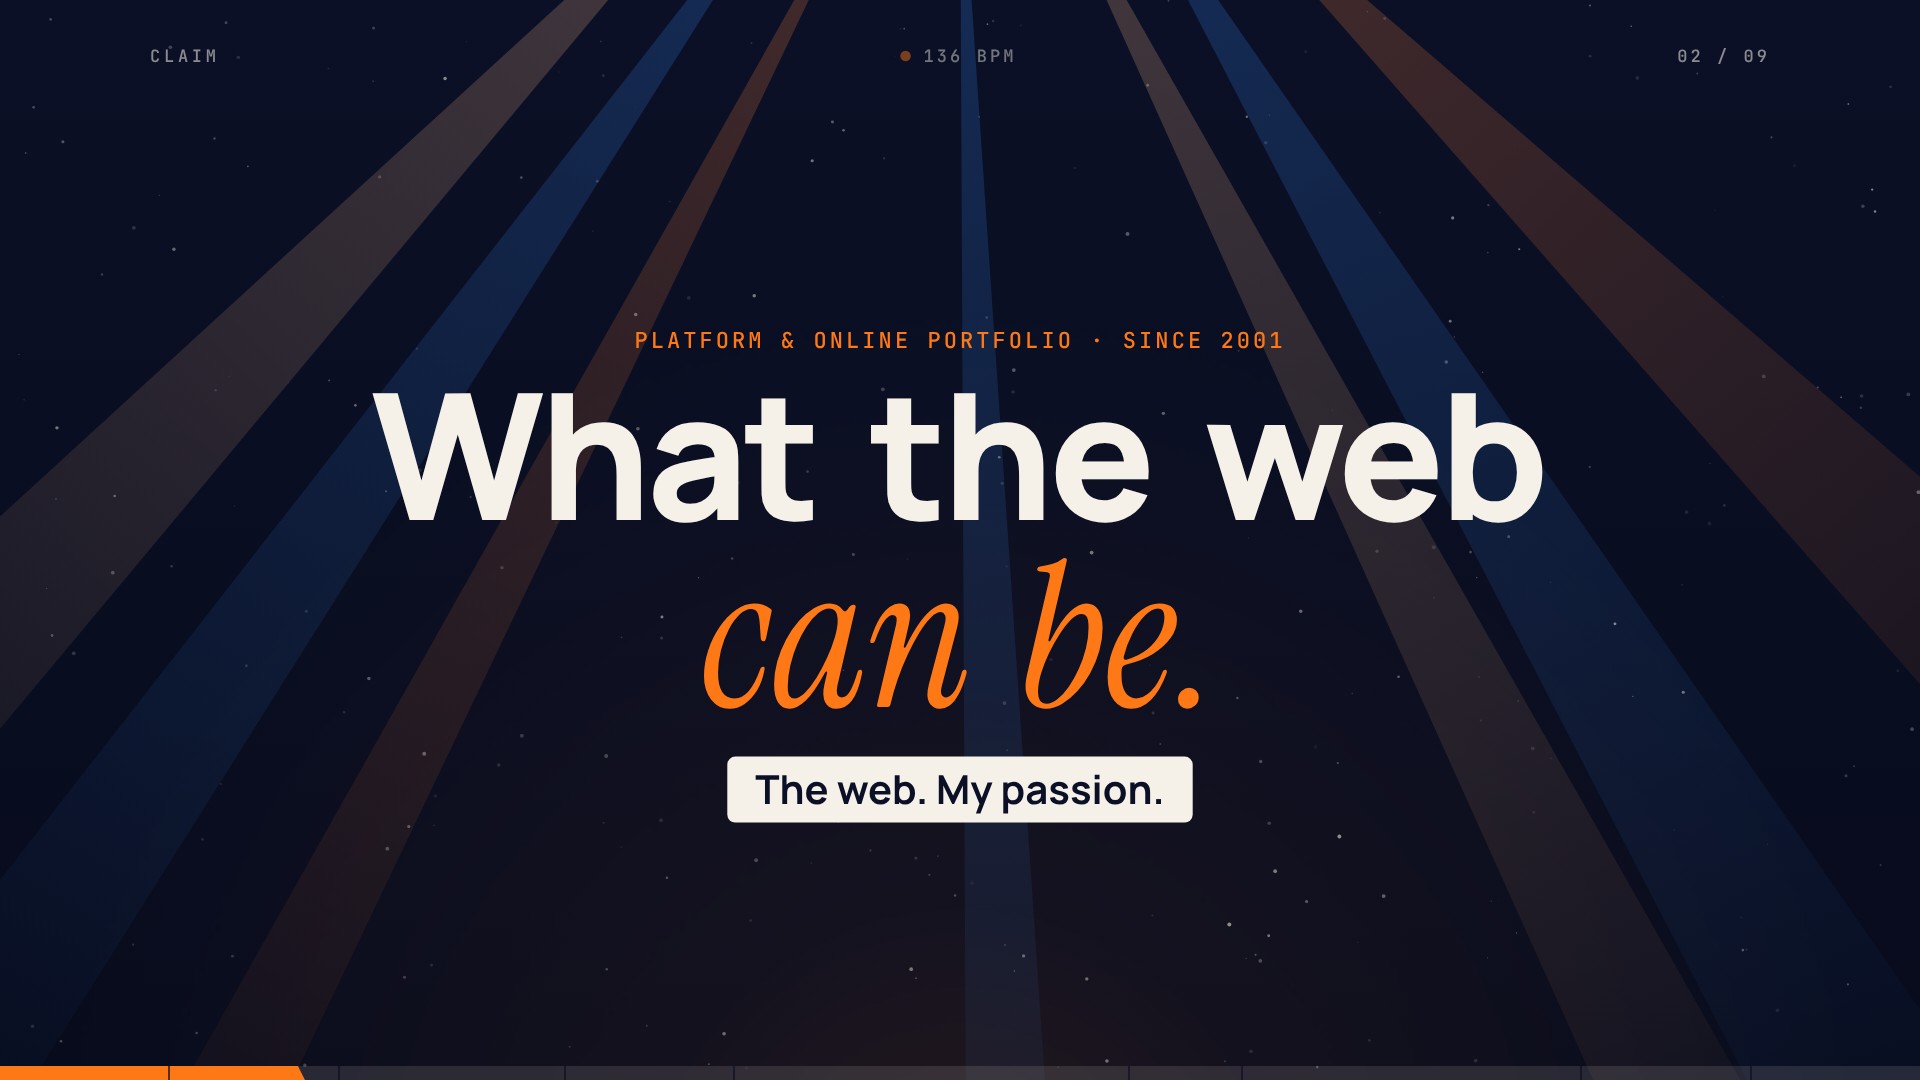 CLAIM
136 BPM
02 / 09
PLATFORM & ONLINE PORTFOLIO · SINCE 2001
What the web
can be.
The web. My passion.